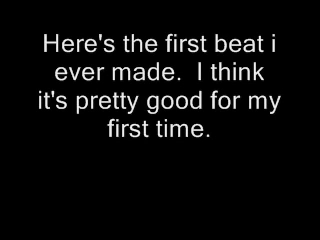 Here's the first beat i
ever made.  I think
it's pretty good for my
first time.